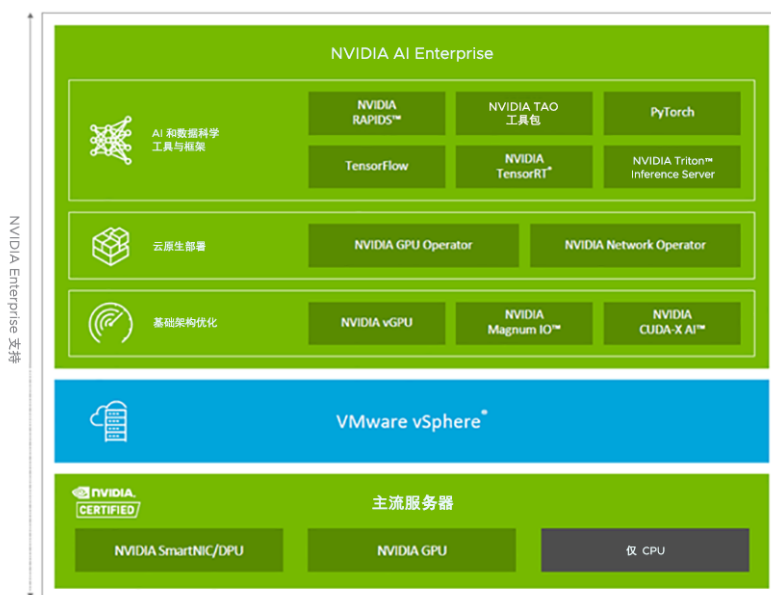 NVIDIA Enterprise 支持
NVIDIA AI Enterprise
AI 和数据科学
工具与框架
NVIDIA
RAPIDS™
NVIDIA TAO
工具包
PyTorch
TensorFlow
NVIDIA
TensorRT®
NVIDIA Triton™
Inference Server
云原生部署
NVIDIA GPU Operator
NVIDIA Network Operator
基础架构优化
NVIDIA vGPU
NVIDIA
Magnum IO™
NVIDIA
CUDA-X AI™
VMware vSphere®
NVIDIA.
CERTIFIED
主流服务器
NVIDIA SmartNIC/DPU
NVIDIA GPU
仅 CPU